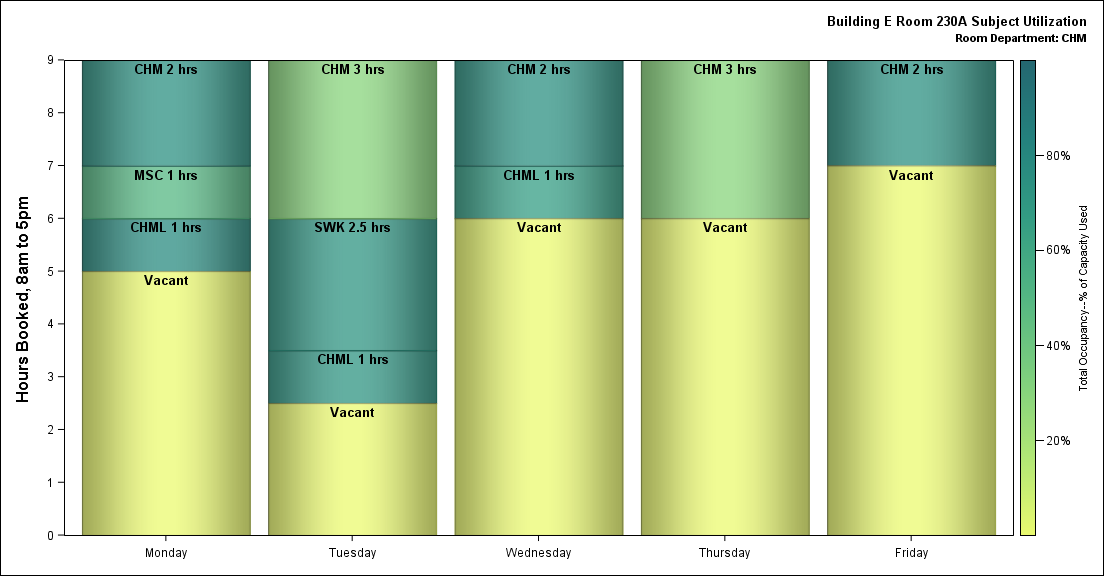 Building E Room 230A Subject Utilization
Room Department: CHM
Hours Booked, 8am to 5pm
9
8
7
6
5
4
3
2
1
0
CHM 2 hrs
MSC 1 hrs
CHML 1 hrs
Vacant
CHM 3 hrs
SWK 2.5 hrs
CHML 1 hrs
Vacant
CHM 2 hrs
CHML 1 hrs
Vacant
CHM 3 hrs
Vacant
CHM 2 hrs
Vacant
Monday
Tuesday
Wednesday
Thursday
Friday
80%
60%
40%
20%
Total Occupancy--% of Capacity Used